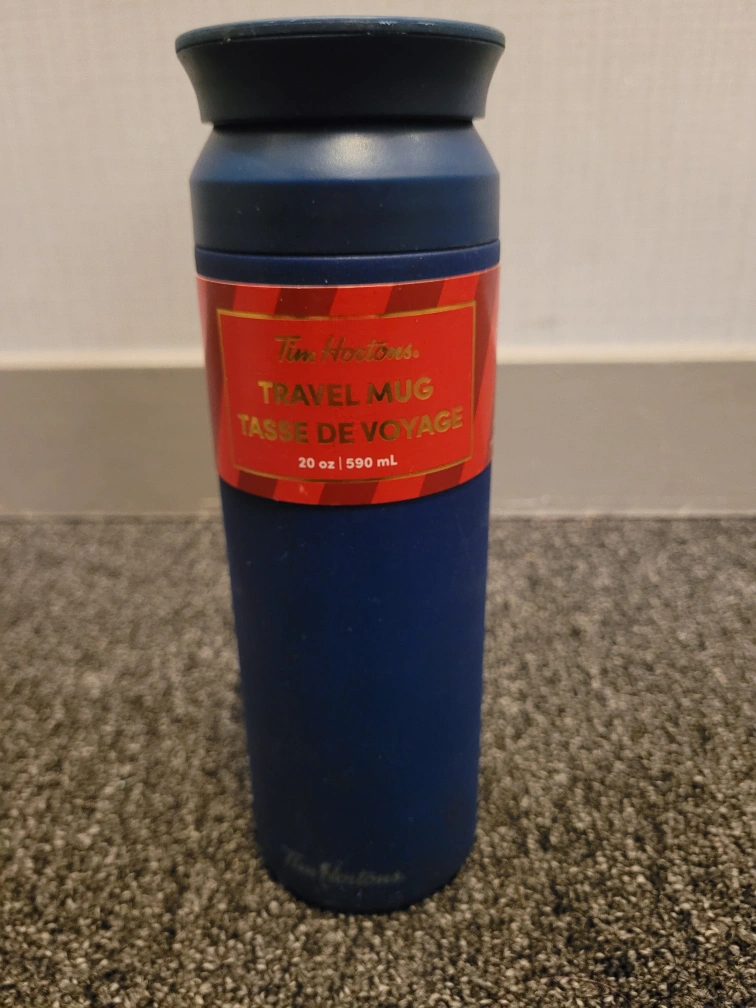 Tim Hortons.
TRAVEL MUG
TASSE DE VOYAGE
20 oz | 590 mL
Tim Hortons